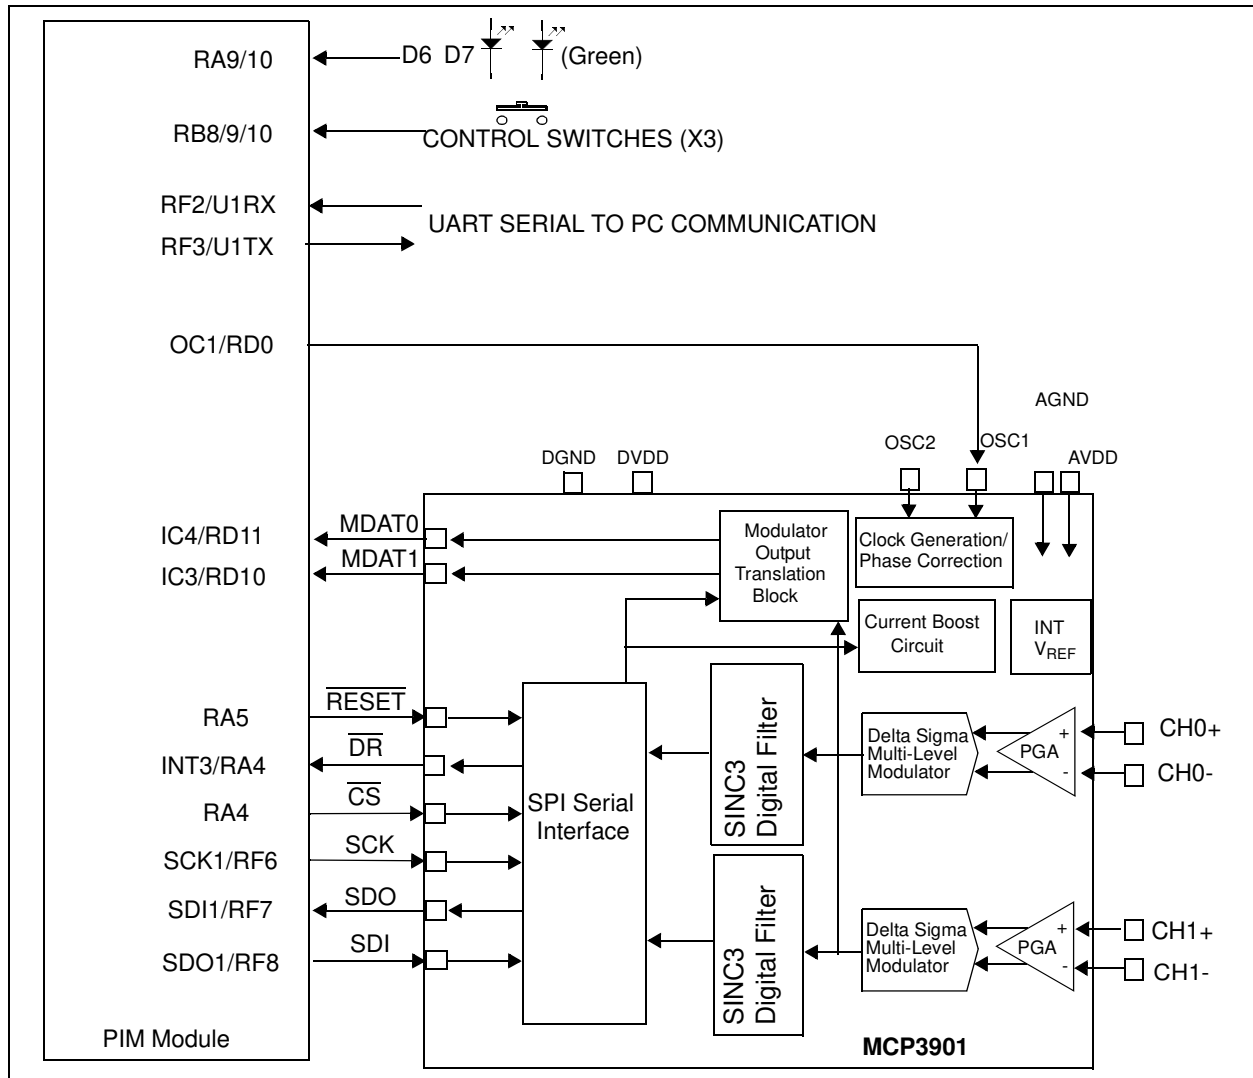 RA9/10
D6 D7
(Green)
RB8/9/10
CONTROL SWITCHES (X3)
RF2/U1RX
UART SERIAL TO PC COMMUNICATION
RF3/U1TX
OC1/RD0
AGND
OSC2
OSC1
DGND
DVDD
AVDD
IC4/RD11
MDAT0
IC3/RD10
MDAT1
Modulator
Output
Translation
Block
Clock Generation/
Phase Correction
Current Boost
Circuit
INT
VREF
RA5
RESET
INT3/RA4
DR
RA4
CS
SCK1/RF6
SCK
SDI1/RF7
SDO
SDO1/RF8
SDI
SPI Serial
Interface
SINC3
Digital Filter
Delta Sigma
Multi-Level
Modulator
PGA
+
-
CH0+
CH0-
SINC3
Digital Filter
Delta Sigma
Multi-Level
Modulator
PGA
+
-
CH1+
CH1-
PIM Module
MCP3901